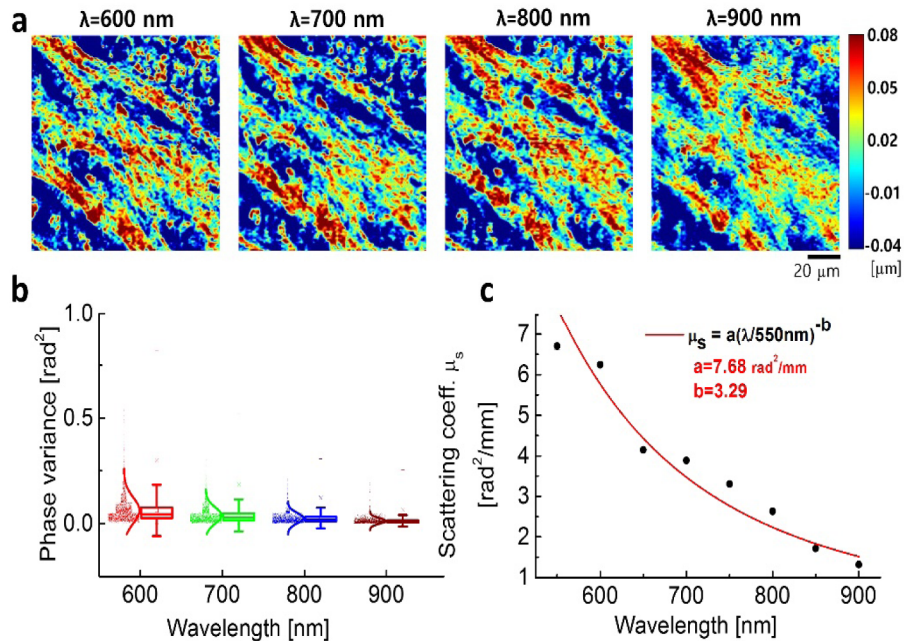 a
λ=600 nm λ=700 nm λ=800 nm λ=900 nm
0.08
0.02
-0.01
-0.04
[μm]
20 μm
b
Phase variance [rad²]
1.0
0.5
0.0
600 700 800 900
Wavelength [nm]
c
Scattering coeff. μₛ
[rad²/mm]
7
6
5
4
3
2
1
μₛ = a(λ/550nm)⁻ᵇ
a=7.68 rad²/mm
b=3.29
600 700 800 900
Wavelength [nm]